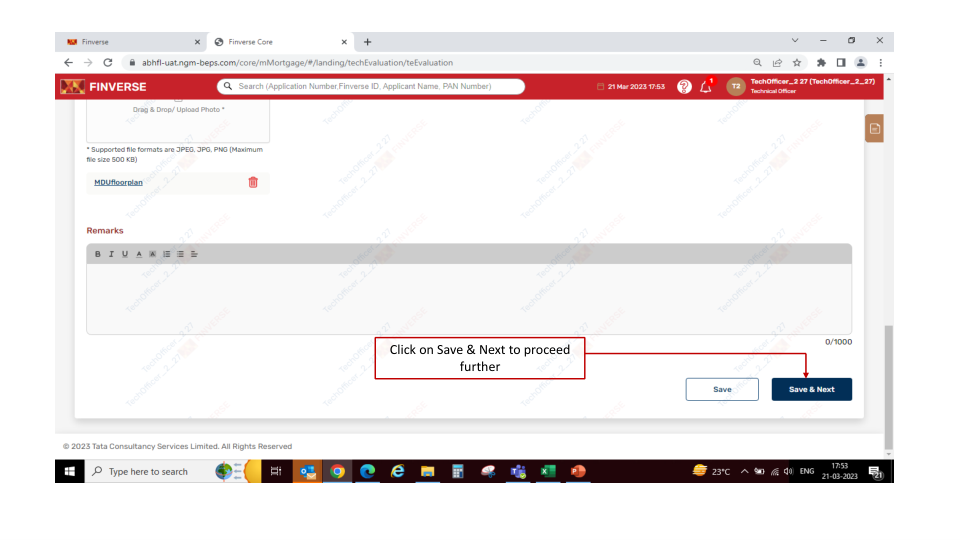 Finverse
Finverse Core
abhfl-uat.ngm-beps.com/core/mMortgage/#/landing/techEvaluation/teEvaluation
FINVERSE
Search (Application Number,Finverse ID, Applicant Name, PAN Number)
21 Mar 2023 17:53
1
T2
TechOfficer_2 27 (TechOfficer_2_27)
Technical Officer
Drag & Drop/ Upload Photo *
* Supported file formats are JPEG. JPG. PNG (Maximum
file size 500 KB)
MDUfloorplan
Remarks
B I U A A
0/1000
Click on Save & Next to proceed
further
Save
Save & Next
© 2023 Tata Consultancy Services Limited. All Rights Reserved
Type here to search
23°C
ENG
17:53
21-03-2023
21